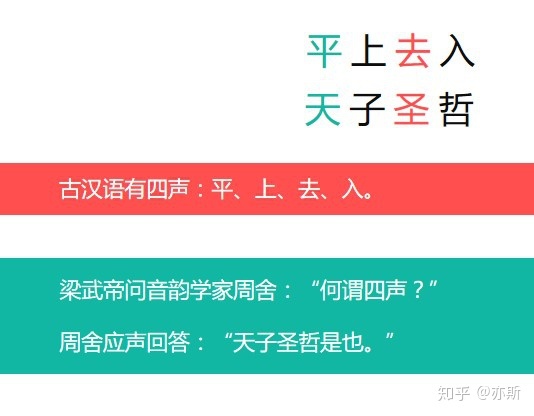 平上去入
天子圣哲
古汉语有四声：平、上、去、入。
梁武帝问音韵学家周舍：“何谓四声？”
周舍应声回答：“天子圣哲是也。”
知乎 @亦斯